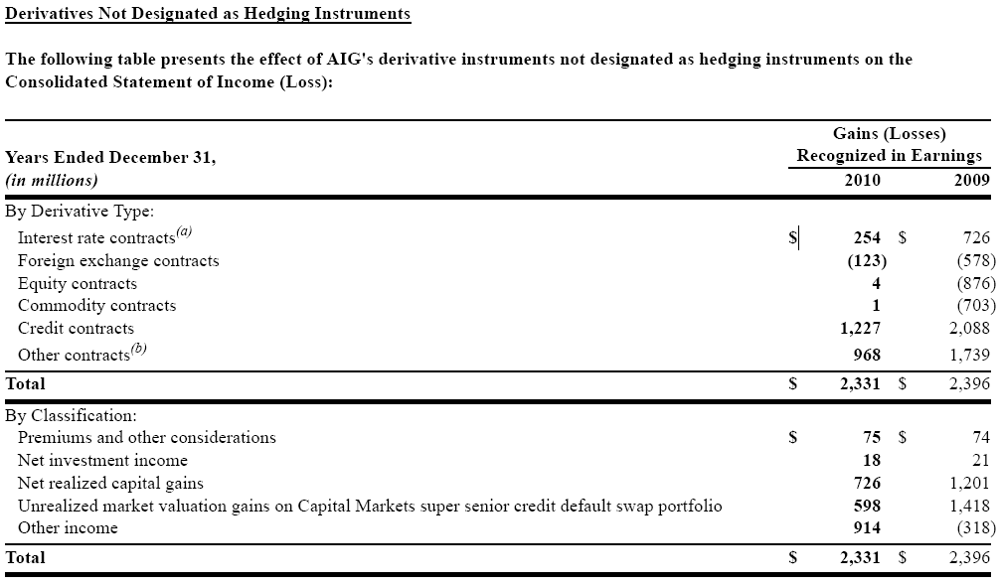 Derivatives Not Designated as Hedging Instruments
The following table presents the effect of AIG's derivative instruments not designated as hedging instruments on the
Consolidated Statement of Income (Loss):
Gains (Losses)
Years Ended December 31, Recognized in Earnings
(in millions) 2010 2009
By Derivative Type:
Interest rate contracts(a) $ 254 $ 726
Foreign exchange contracts (123) (578)
Equity contracts 4 (876)
Commodity contracts 1 (703)
Credit contracts 1,227 2,088
Other contracts(b) 968 1,739
Total $ 2,331 $ 2,396
By Classification:
Premiums and other considerations $ 75 $ 74
Net investment income 18 21
Net realized capital gains 726 1,201
Unrealized market valuation gains on Capital Markets super senior credit default swap portfolio 598 1,418
Other income 914 (318)
Total $ 2,331 $ 2,396